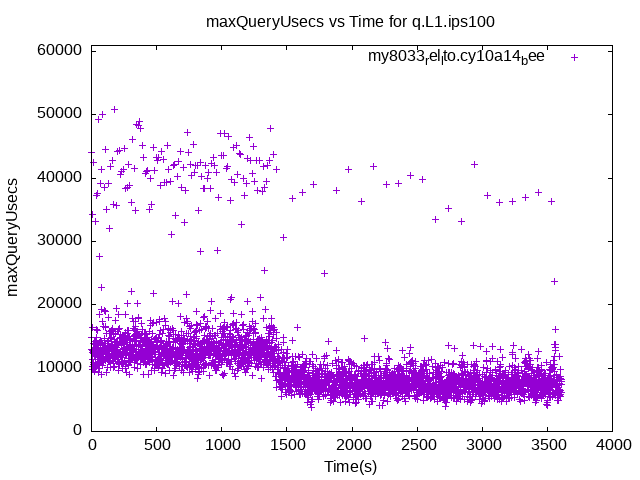 maxQueryUsecs vs Time for q.L1.ips100
my8033rellto.cy10a14bee
60000
50000
40000
30000
20000
10000
0
maxQueryUsecs
0 500 1000 1500 2000 2500 3000 3500 4000
Time(s)